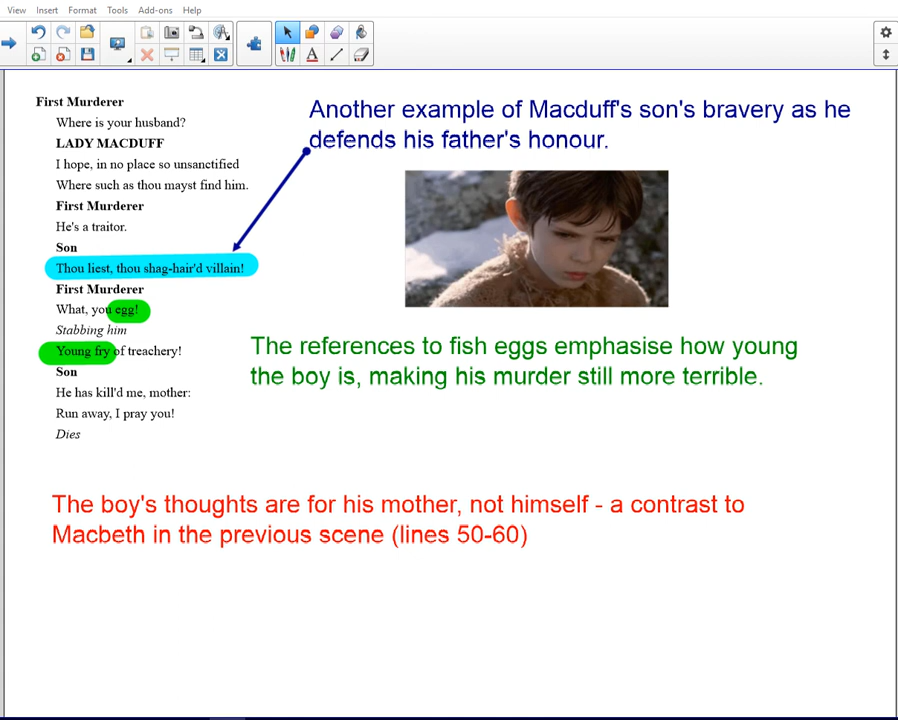 View Insert Format Tools Add-ons Help
First Murderer
Where is your husband?
LADY MACDUFF
I hope, in no place so unsanctified
Where such as thou mayst find him.
First Murderer
He's a traitor.
Son
Thou liest, thou shag-hair'd villain!
First Murderer
What, you egg!
Stabbing him
Young fry of treachery!
Son
He has kill'd me, mother:
Run away, I pray you!
Dies
Another example of Macduff's son's bravery as he
defends his father's honour.
The references to fish eggs emphasise how young
the boy is, making his murder still more terrible.
The boy's thoughts are for his mother, not himself - a contrast to
Macbeth in the previous scene (lines 50-60)